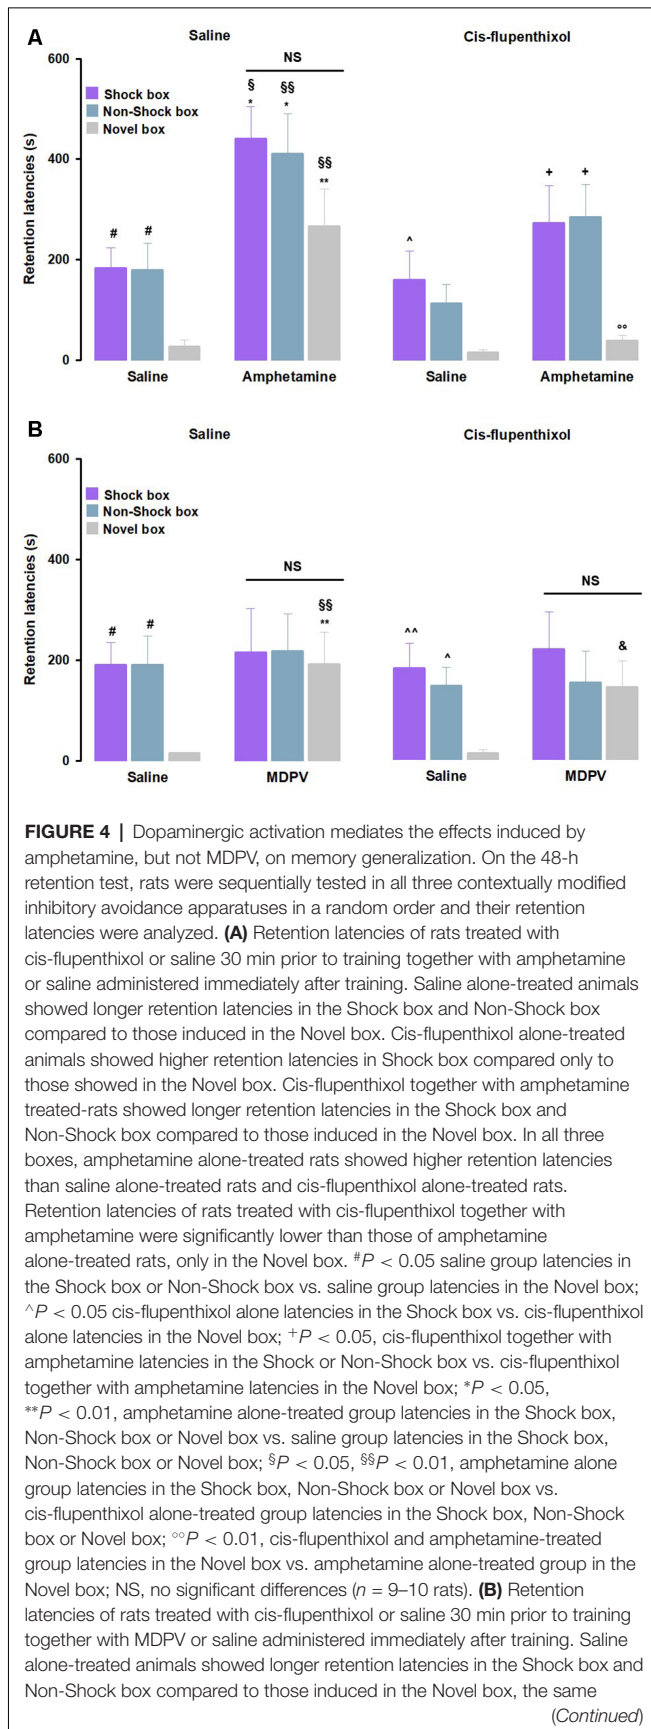 A
Saline
Cis-flupenthixol
600
400
200
0
Retention latencies (s)
Shock box
Non-Shock box
Novel box
# #
§ * §§ * §§ **
NS
^
+ +
°°
Saline
Amphetamine
Saline
Amphetamine
B
Saline
Cis-flupenthixol
600
400
200
0
Retention latencies (s)
Shock box
Non-Shock box
Novel box
# #
NS
§§ **
^^ ^
NS
&
Saline
MDPV
Saline
MDPV
FIGURE 4 | Dopaminergic activation mediates the effects induced by
amphetamine, but not MDPV, on memory generalization. On the 48-h
retention test, rats were sequentially tested in all three contextually modified
inhibitory avoidance apparatuses in a random order and their retention
latencies were analyzed. (A) Retention latencies of rats treated with
cis-flupenthixol or saline 30 min prior to training together with amphetamine
or saline administered immediately after training. Saline alone-treated animals
showed longer retention latencies in the Shock box and Non-Shock box
compared to those induced in the Novel box. Cis-flupenthixol alone-treated
animals showed higher retention latencies in Shock box compared only to
those showed in the Novel box. Cis-flupenthixol together with amphetamine
treated-rats showed longer retention latencies in the Shock box and
Non-Shock box compared to those induced in the Novel box. In all three
boxes, amphetamine alone-treated rats showed higher retention latencies
than saline alone-treated rats and cis-flupenthixol alone-treated rats.
Retention latencies of rats treated with cis-flupenthixol together with
amphetamine were significantly lower than those of amphetamine
alone-treated rats, only in the Novel box. #P < 0.05 saline group latencies in
the Shock box or Non-Shock box vs. saline group latencies in the Novel box;
^P < 0.05 cis-flupenthixol alone latencies in the Shock box vs. cis-flupenthixol
alone latencies in the Novel box; +P < 0.05, cis-flupenthixol together with
amphetamine latencies in the Shock or Non-Shock box vs. cis-flupenthixol
together with amphetamine latencies in the Novel box; *P < 0.05,
**P < 0.01, amphetamine alone-treated group latencies in the Shock box,
Non-Shock box or Novel box vs. saline group latencies in the Shock box,
Non-Shock box or Novel box; §P < 0.05, §§P < 0.01, amphetamine alone
group latencies in the Shock box, Non-Shock box or Novel box vs.
cis-flupenthixol alone-treated group latencies in the Shock box, Non-Shock
box or Novel box; °°P < 0.01, cis-flupenthixol and amphetamine-treated
group latencies in the Novel box vs. amphetamine alone-treated group in the
Novel box; NS, no significant differences (n = 9–10 rats). (B) Retention
latencies of rats treated with cis-flupenthixol or saline 30 min prior to training
together with MDPV or saline administered immediately after training. Saline
alone-treated animals showed longer retention latencies in the Shock box and
Non-Shock box compared to those induced in the Novel box, the same
(Continued)